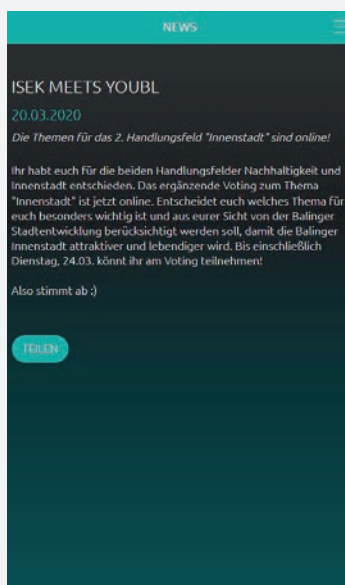 NEWS
ISEK MEETS YOUBL
20.03.2020
Die Themen für das 2. Handlungsfeld "Innenstadt" sind online!
Ihr habt euch für die beiden Handlungsfelder Nachhaltigkeit und
Innenstadt entschieden. Das ergänzende Voting zum Thema
"Innenstadt" ist jetzt online. Entscheidet euch welches Thema für
euch besonders wichtig ist und aus eurer Sicht von der Balinger
Stadtentwicklung berücksichtigt werden soll, damit die Balinger
Innenstadt attraktiver und lebendiger wird. Bis einschließlich
Dienstag, 24.03. könnt ihr am Voting teilnehmen!
Also stimmt ab :)
TEILEN